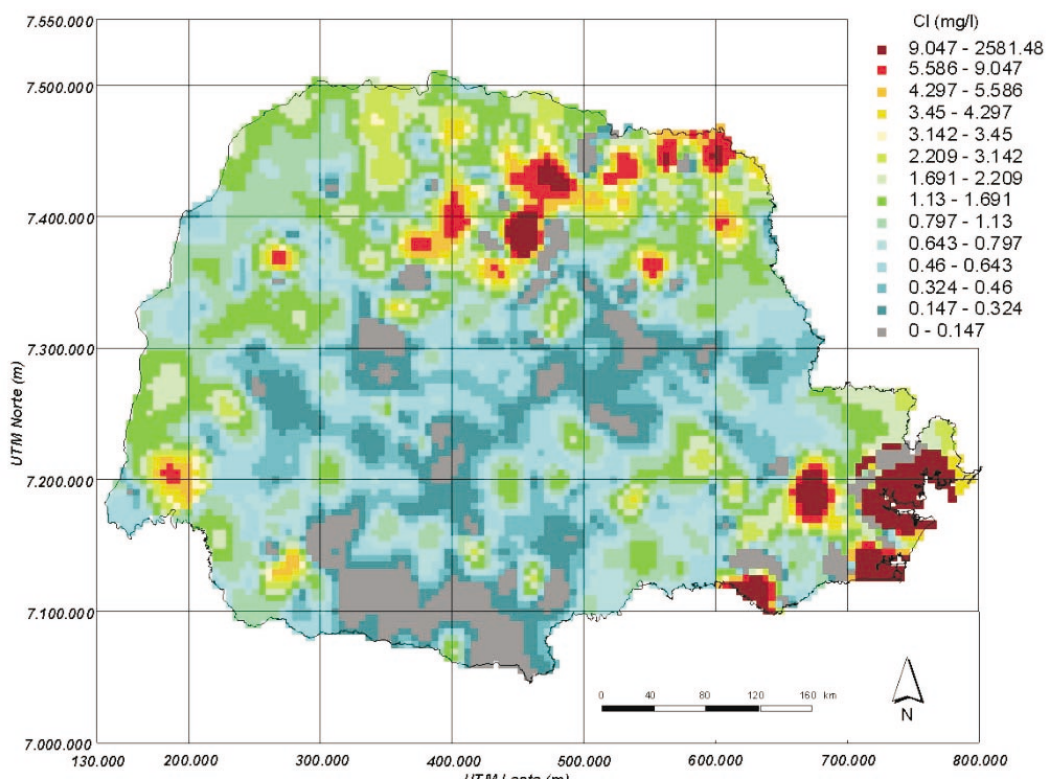 Cl (mg/l)
9.047 - 2581.48
5.586 - 9.047
4.297 - 5.586
3.45 - 4.297
3.142 - 3.45
2.209 - 3.142
1.691 - 2.209
1.13 - 1.691
0.797 - 1.13
0.643 - 0.797
0.46 - 0.643
0.324 - 0.46
0.147 - 0.324
0 - 0.147
UTM Norte (m)
7.550.000
7.500.000
7.400.000
7.300.000
7.200.000
7.100.000
7.000.000
0 40 80 120 160 km
N
130.000 200.000 300.000 400.000 500.000 600.000 700.000 800.000
UTM Leste (m)